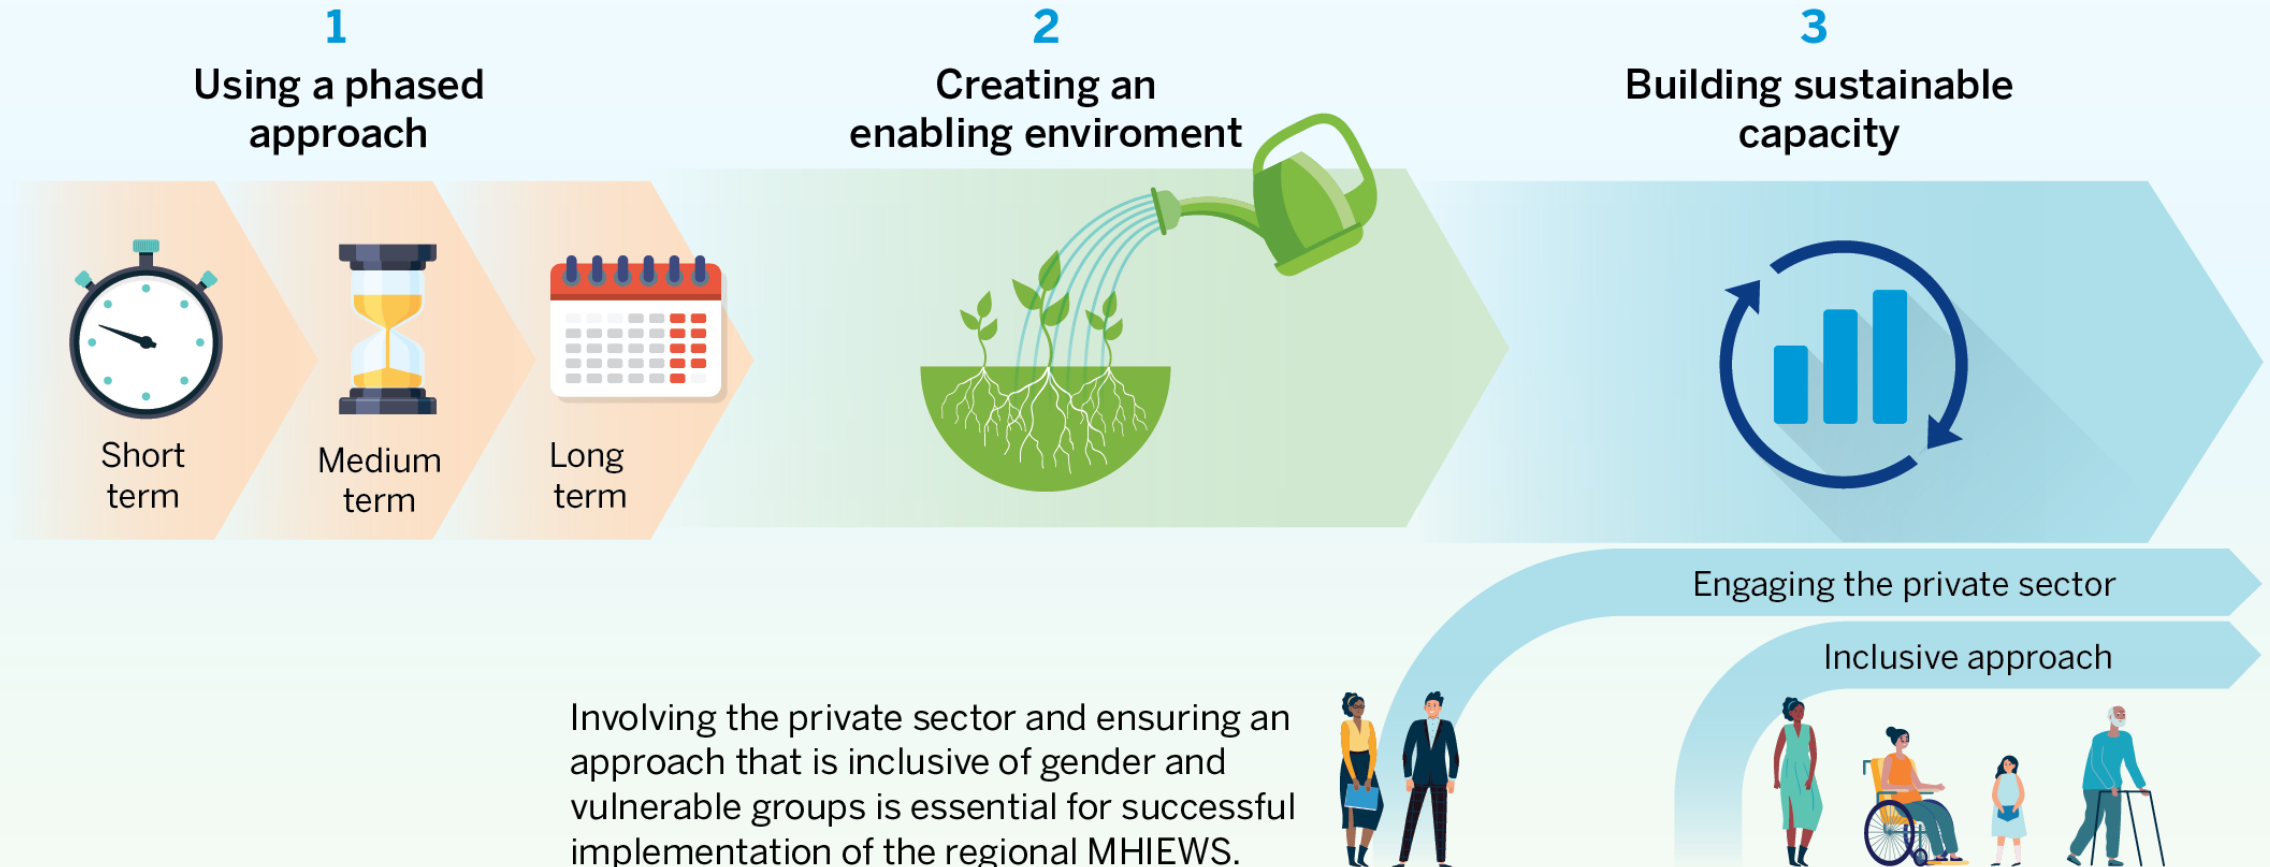 1
Using a phased
approach
Short
term
Medium
term
Long
term
2
Creating an
enabling enviroment
3
Building sustainable
capacity
Engaging the private sector
Inclusive approach
Involving the private sector and ensuring an
approach that is inclusive of gender and
vulnerable groups is essential for successful
implementation of the regional MHIEWS.